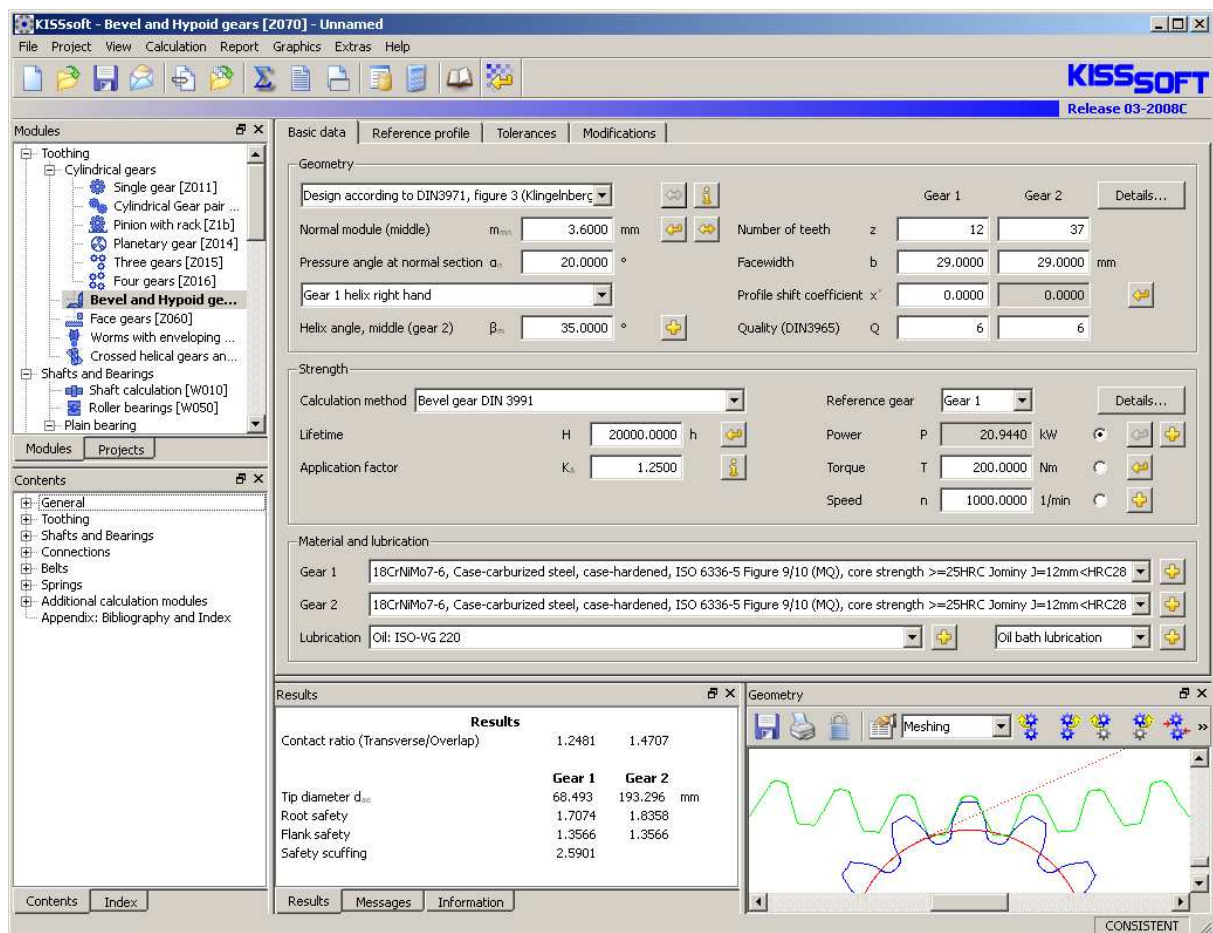 KISSsoft - Bevel and Hypoid gears [Z070] - Unnamed
File Project View Calculation Report Graphics Extras Help
KISSSOFT
Release 03-2008C
Modules
Toothing
Cylindrical gears
Single gear [Z011]
Cylindrical Gear pair ...
Pinion with rack [Z1b]
Planetary gear [Z014]
Three gears [Z015]
Four gears [Z016]
Bevel and Hypoid ge...
Face gears [Z060]
Worms with enveloping ...
Crossed helical gears an...
Shafts and Bearings
Shaft calculation [W010]
Roller bearings [W050]
Plain bearing
Modules Projects
Contents
General
Toothing
Shafts and Bearings
Connections
Belts
Springs
Additional calculation modules
Appendix: Bibliography and Index
Contents Index
Basic data Reference profile Tolerances Modifications
Geometry
Design according to DIN3971, figure 3 (Klingelnberg Gear 1 Gear 2 Details...
Normal module (middle) mmn 3.6000 mm Number of teeth z 12 37
Pressure angle at normal section αn 20.0000 ° Facewidth b 29.0000 29.0000 mm
Gear 1 helix right hand Profile shift coefficient x* 0.0000 0.0000
Helix angle, middle (gear 2) βm 35.0000 ° Quality (DIN3965) Q 6 6
Strength
Calculation method Bevel gear DIN 3991 Reference gear Gear 1 Details...
Lifetime H 20000.0000 h Power P 20.9440 kW
Application factor KA 1.2500 Torque T 200.0000 Nm
Speed n 1000.0000 1/min
Material and lubrication
Gear 1 18CrNiMo7-6, Case-carburized steel, case-hardened, ISO 6336-5 Figure 9/10 (MQ), core strength >=25HRC Jominy J=12mm<HRC28
Gear 2 18CrNiMo7-6, Case-carburized steel, case-hardened, ISO 6336-5 Figure 9/10 (MQ), core strength >=25HRC Jominy J=12mm<HRC28
Lubrication Oil: ISO-VG 220 Oil bath lubrication
Results
Results
Contact ratio (Transverse/Overlap) 1.2481 1.4707
Gear 1 Gear 2
Tip diameter dae 68.493 193.296 mm
Root safety 1.7074 1.8358
Flank safety 1.3566 1.3566
Safety scuffing 2.5901
Results Messages Information
Geometry
Meshing
CONSISTENT